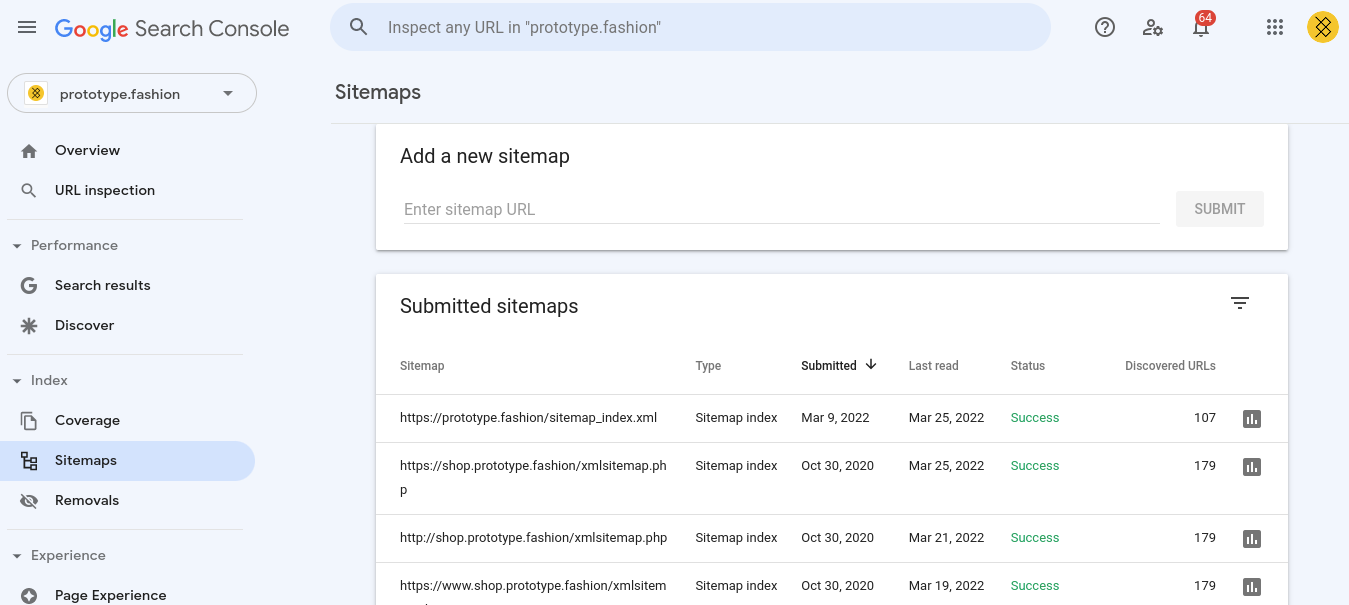 Google Search Console
Inspect any URL in "prototype.fashion"
64
prototype.fashion
Sitemaps
Overview
URL inspection
Performance
Search results
Discover
Index
Coverage
Sitemaps
Removals
Experience
Page Experience
Add a new sitemap
Enter sitemap URL
SUBMIT
Submitted sitemaps
Sitemap Type Submitted Last read Status Discovered URLs
https://prototype.fashion/sitemap_index.xml Sitemap index Mar 9, 2022 Mar 25, 2022 Success 107
https://shop.prototype.fashion/xmlsitemap.ph Sitemap index Oct 30, 2020 Mar 25, 2022 Success 179
p
http://shop.prototype.fashion/xmlsitemap.php Sitemap index Oct 30, 2020 Mar 21, 2022 Success 179
https://www.shop.prototype.fashion/xmlsitem Sitemap index Oct 30, 2020 Mar 19, 2022 Success 179